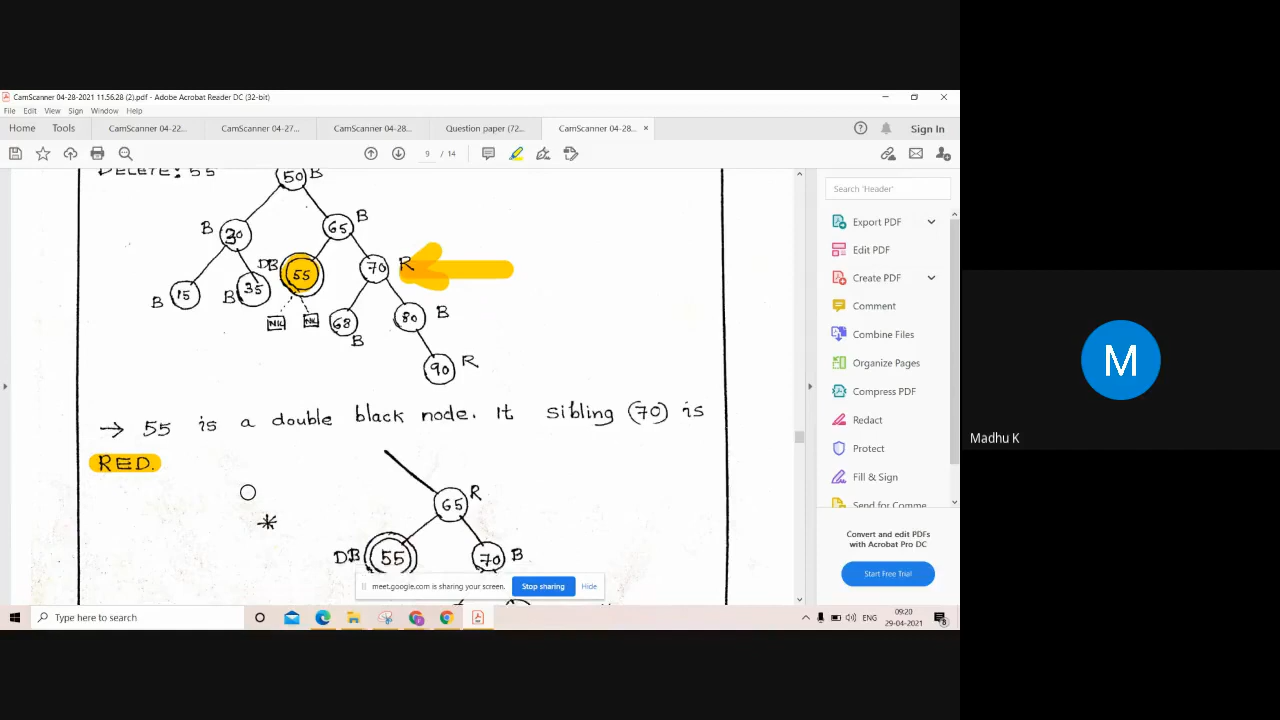 CamScanner 04-28-2021 11.56.28 (2).pdf - Adobe Acrobat Reader DC (32-bit)
File Edit View Sign Window Help
Home Tools CamScanner 04-22... CamScanner 04-27... CamScanner 04-28... Question paper (72... CamScanner 04-28... × Sign In
9 / 14
DELETE: 55
50 B
B 30 65 B
DB 55 70 R
B 15 B 35
NIL NIL 68 B 80 B
90 R
→ 55 is a double black node. It sibling (70) is
RED.
65 R
DB 55 70 B
Search 'Header'
Export PDF
Edit PDF
Create PDF
Comment
Combine Files
Organize Pages
Compress PDF
Redact
Protect
Fill & Sign
Send for Comme
Convert and edit PDFs
with Acrobat Pro DC
Start Free Trial
M
Madhu K
meet.google.com is sharing your screen. Stop sharing Hide
Type here to search
ENG
09:20
29-04-2021
8